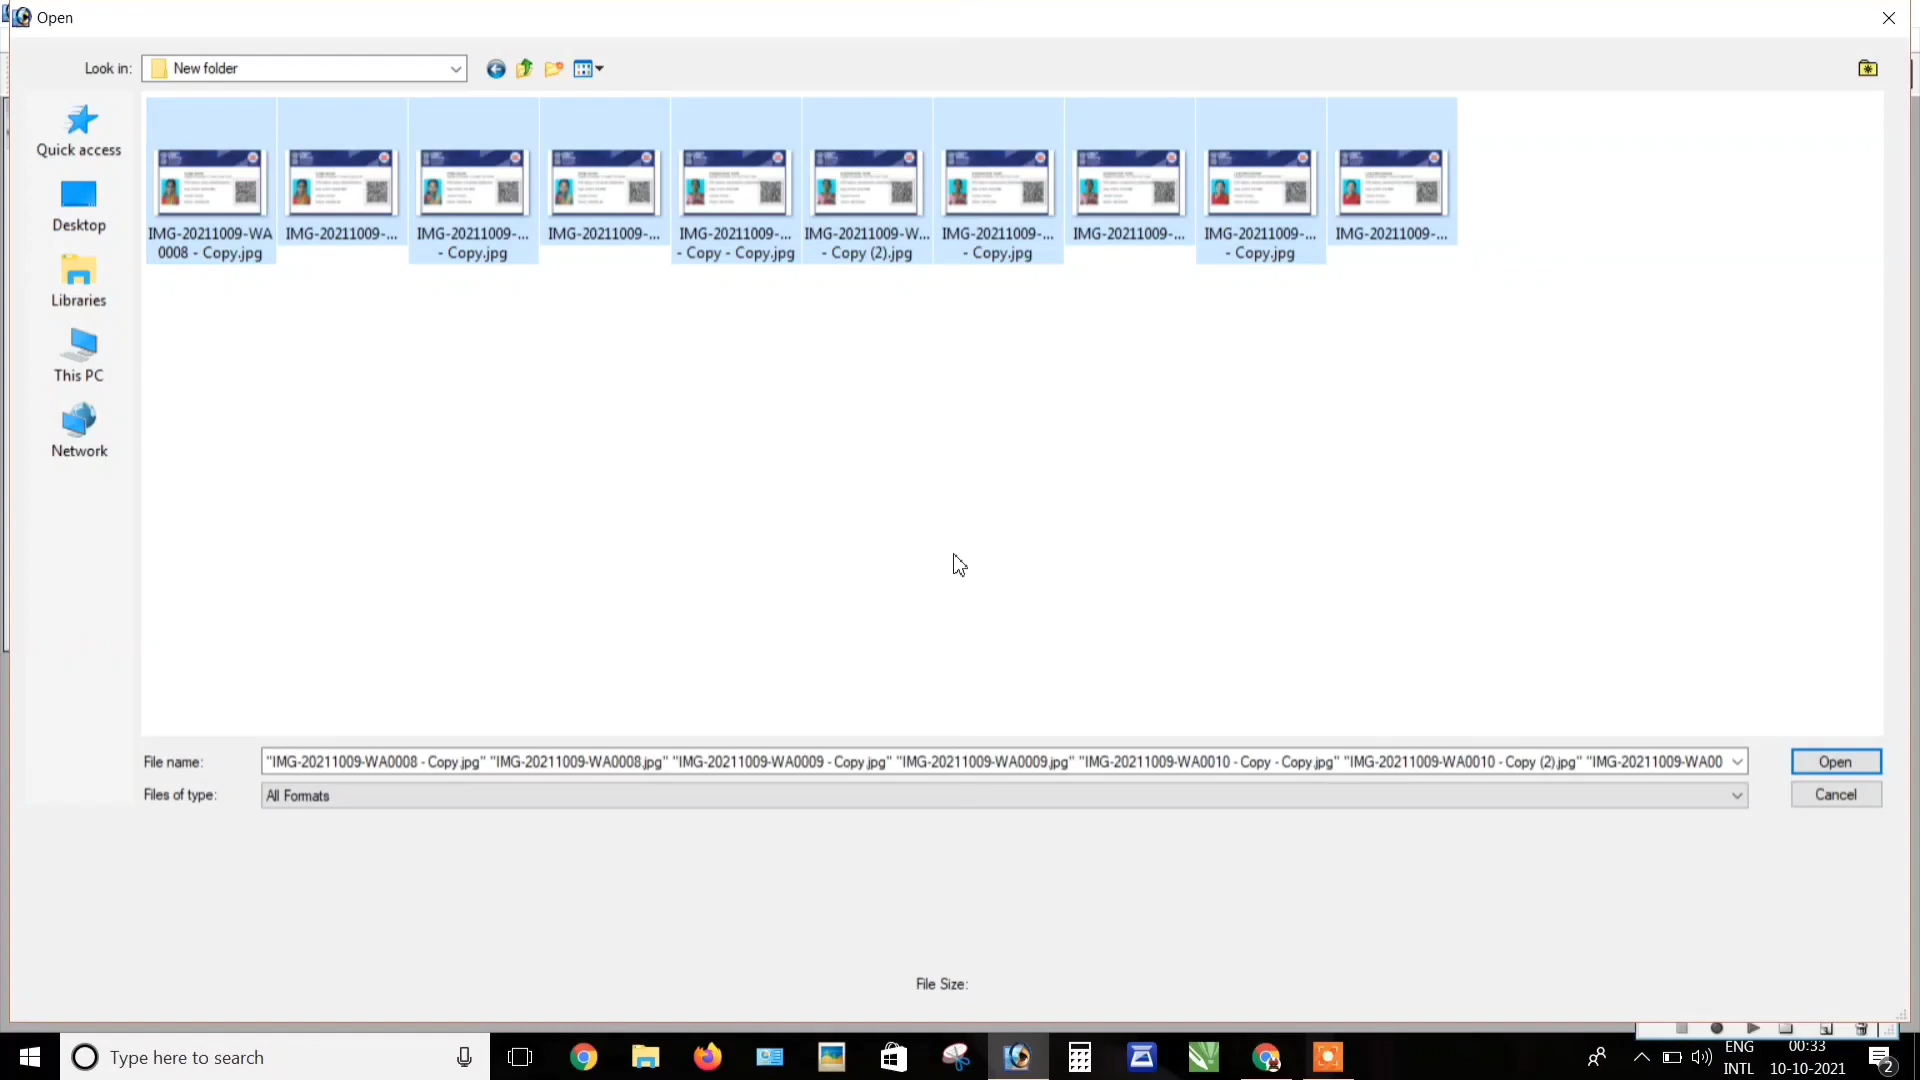 Open
Look in: New folder
Quick access
Desktop
Libraries
This PC
Network
IMG-20211009-WA
0008 - Copy.jpg
IMG-20211009-...
IMG-20211009-...
- Copy.jpg
IMG-20211009-...
IMG-20211009-...
- Copy - Copy.jpg
IMG-20211009-W...
- Copy (2).jpg
IMG-20211009-...
- Copy.jpg
IMG-20211009-...
IMG-20211009-...
- Copy.jpg
IMG-20211009-...
File name: "IMG-20211009-WA0008 - Copy.jpg" "IMG-20211009-WA0008.jpg" "IMG-20211009-WA0009 - Copy.jpg" "IMG-20211009-WA0009.jpg" "IMG-20211009-WA0010 - Copy - Copy.jpg" "IMG-20211009-WA0010 - Copy (2).jpg" "IMG-20211009-WA00 Open
Files of type: All Formats Cancel
File Size:
Type here to search
ENG
INTL
00:33
10-10-2021
2